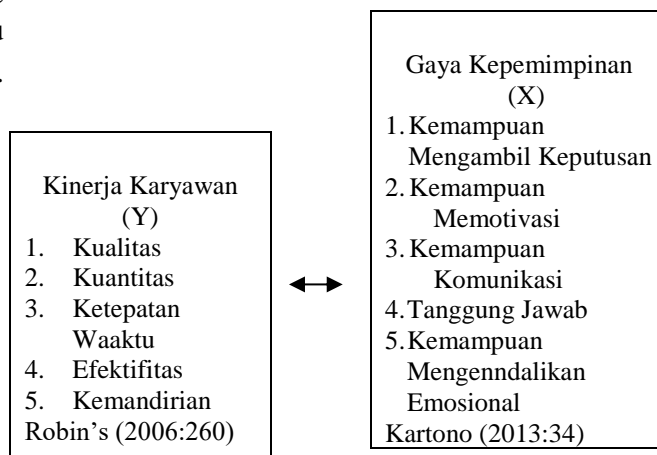 Kinerja Karyawan
(Y)
1. Kualitas
2. Kuantitas
3. Ketepatan
Waaktu
4. Efektifitas
5. Kemandirian
Robin's (2006:260)
Gaya Kepemimpinan
(X)
1. Kemampuan
Mengambil Keputusan
2. Kemampuan
Memotivasi
3. Kemampuan
Komunikasi
4. Tanggung Jawab
5. Kemampuan
Mengenndalikan
Emosional
Kartono (2013:34)